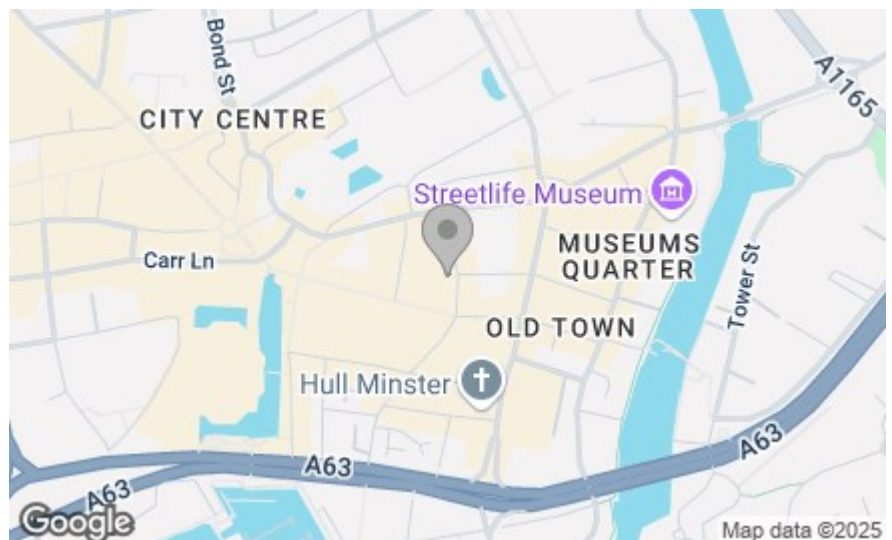 Bond St
A1165
CITY CENTRE
Streetlife Museum
MUSEUMS
QUARTER
Carr Ln
Tower St
OLD TOWN
Hull Minster
A63
A63
A63
Google
Map data ©2025